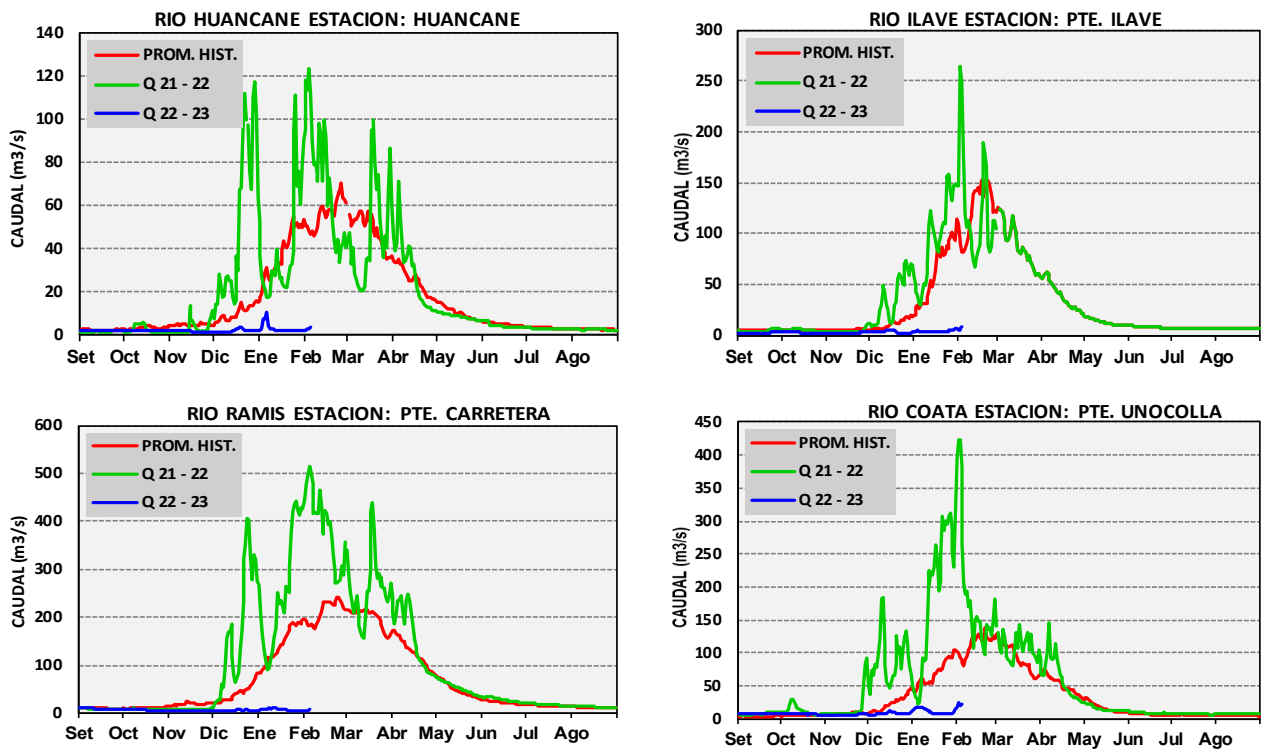 RIO HUANCANE ESTACION: HUANCANE
CAUDAL (m3/s)
140
120
100
80
60
40
20
0
PROM. HIST.
Q 21 - 22
Q 22 - 23
Set Oct Nov Dic Ene Feb Mar Abr May Jun Jul Ago
RIO ILAVE ESTACION: PTE. ILAVE
CAUDAL (m3/s)
300
250
200
150
100
50
0
PROM. HIST.
Q 21 - 22
Q 22 - 23
Set Oct Nov Dic Ene Feb Mar Abr May Jun Jul Ago
RIO RAMIS ESTACION: PTE. CARRETERA
CAUDAL (m3/s)
600
500
400
300
200
100
0
PROM. HIST.
Q 21 - 22
Q 22 - 23
Set Oct Nov Dic Ene Feb Mar Abr May Jun Jul Ago
RIO COATA ESTACION: PTE. UNOCOLLA
CAUDAL (m3/s)
450
400
350
300
250
200
150
100
50
0
PROM. HIST.
Q 21 - 22
Q 22 - 23
Set Oct Nov Dic Ene Feb Mar Abr May Jun Jul Ago